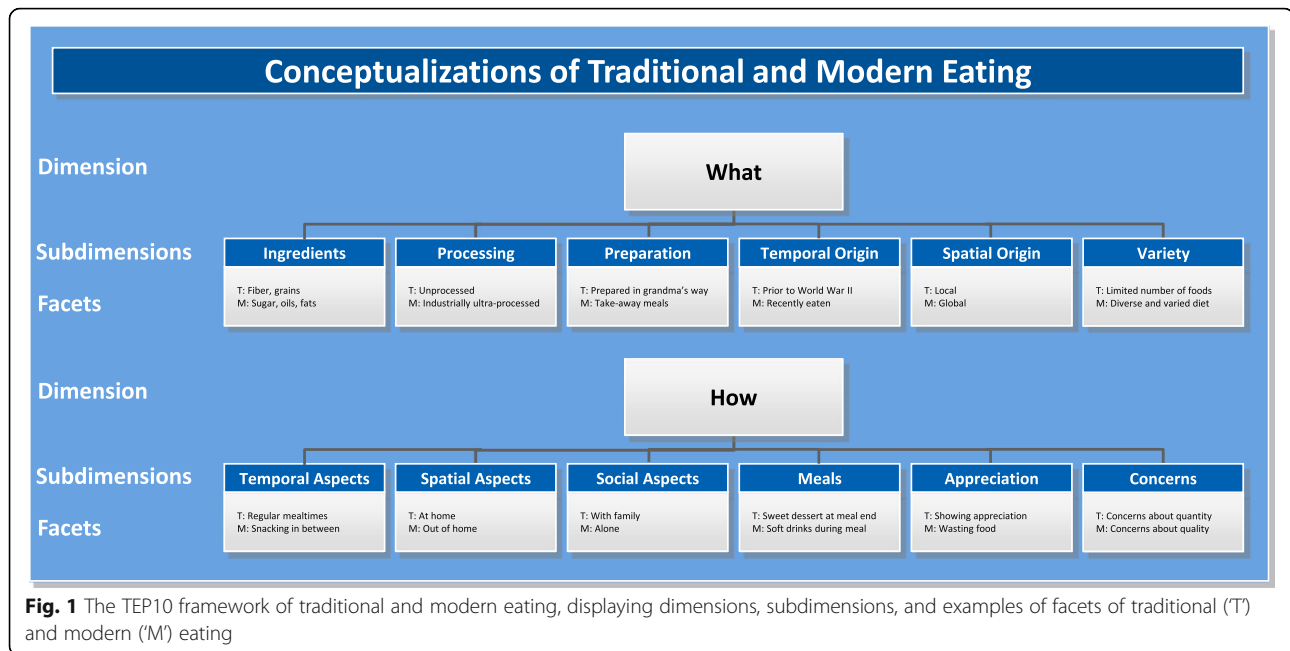 Conceptualizations of Traditional and Modern Eating
Dimension
What
Subdimensions
Ingredients
Processing
Preparation
Temporal Origin
Spatial Origin
Variety
Facets
T: Fiber, grains
M: Sugar, oils, fats
T: Unprocessed
M: Industrially ultra-processed
T: Prepared in grandma's way
M: Take-away meals
T: Prior to World War II
M: Recently eaten
T: Local
M: Global
T: Limited number of foods
M: Diverse and varied diet
Dimension
How
Subdimensions
Temporal Aspects
Spatial Aspects
Social Aspects
Meals
Appreciation
Concerns
Facets
T: Regular mealtimes
M: Snacking in between
T: At home
M: Out of home
T: With family
M: Alone
T: Sweet dessert at meal end
M: Soft drinks during meal
T: Showing appreciation
M: Wasting food
T: Concerns about quantity
M: Concerns about quality
Fig. 1 The TEP10 framework of traditional and modern eating, displaying dimensions, subdimensions, and examples of facets of traditional ('T')
and modern ('M') eating